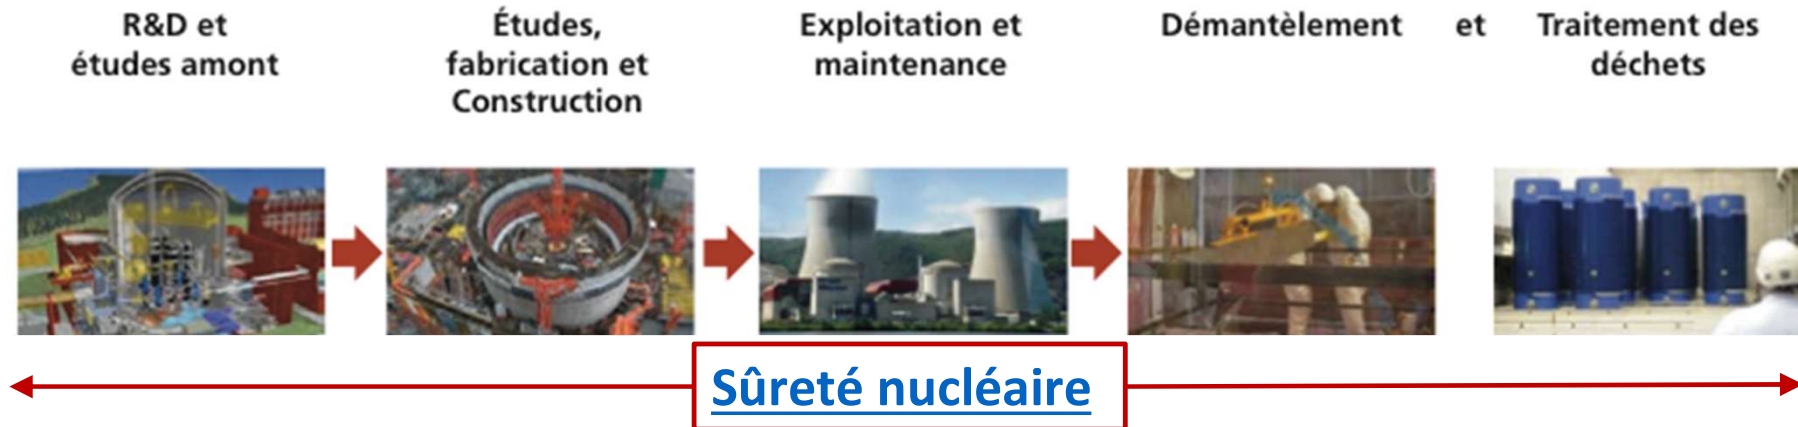 R&D et
études amont
Études,
fabrication et
Construction
Exploitation et
maintenance
Démantèlement et
Traitement des
déchets
Sûreté nucléaire